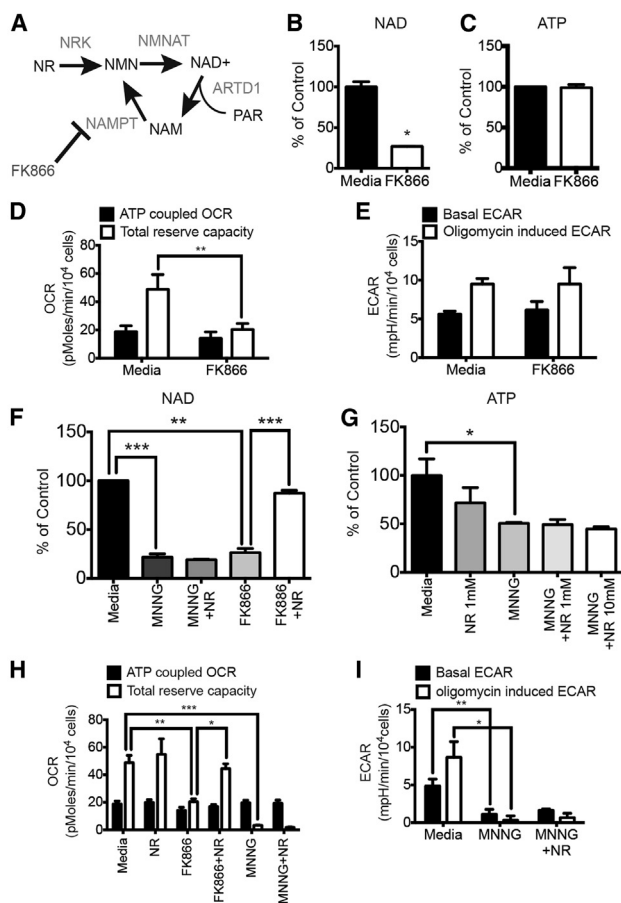 A
NRK
NMNAT
NR
NMN
NAD+
ARTD1
NAMPT
NAM
PAR
FK866
B
NAD
% of Control
150
100
50
0
*
Media
FK866
C
ATP
% of Control
150
100
50
0
Media
FK866
D
ATP coupled OCR
Total reserve capacity
OCR
(pMoles/min/10⁴ cells)
80
60
40
20
0
**
Media
FK866
E
Basal ECAR
Oligomycin induced ECAR
ECAR
(mpH/min/10⁴ cells)
15
10
5
0
Media
FK866
F
NAD
% of Control
150
100
50
0
***
**
***
Media
MNNG
MNNG
+NR
FK866
FK886
+NR
G
ATP
% of Control
150
100
50
0
*
Media
NR 1mM
MNNG
MNNG
+NR 1mM
MNNG
+NR 10mM
H
ATP coupled OCR
Total reserve capacity
OCR
(pMoles/min/10⁴ cells)
80
60
40
20
0
***
**
*
Media
NR
FK866
FK866+NR
MNNG
MNNG+NR
I
Basal ECAR
oligomycin induced ECAR
ECAR
(mpH/min/10⁴ cells)
15
10
5
0
**
*
Media
MNNG
MNNG
+NR